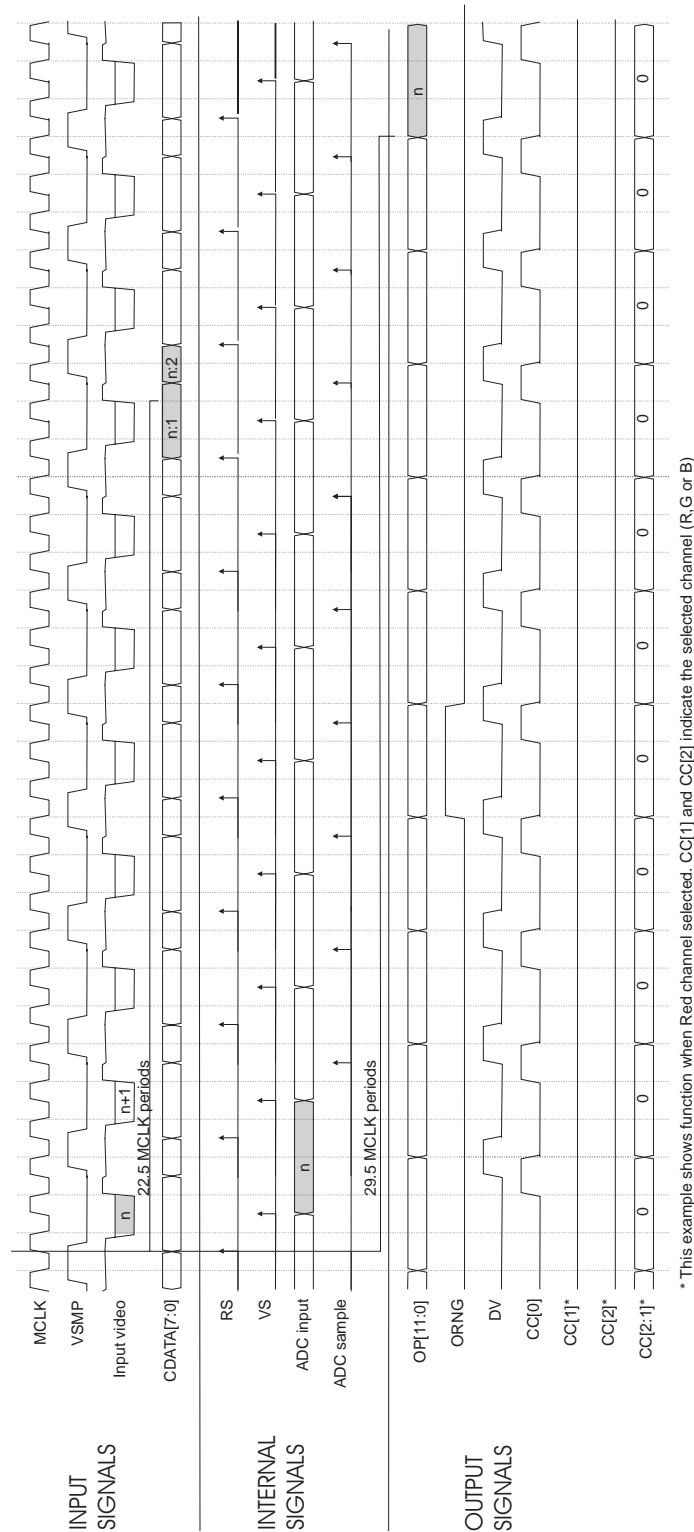 INPUT
SIGNALS
MCLK
VSMP
Input video
n
n+1
22.5 MCLK periods
CDATA[7:0]
n:1
n:2
INTERNAL
SIGNALS
RS
VS
ADC input
n
ADC sample
29.5 MCLK periods
OUTPUT
SIGNALS
OP[11:0]
n
ORNG
DV
CC[0]
CC[1]*
CC[2]*
CC[2:1]*
0 0 0 0 0 0 0 0 0 0 0
* This example shows function when Red channel selected. CC[1] and CC[2] indicate the selected channel (R,G or B)